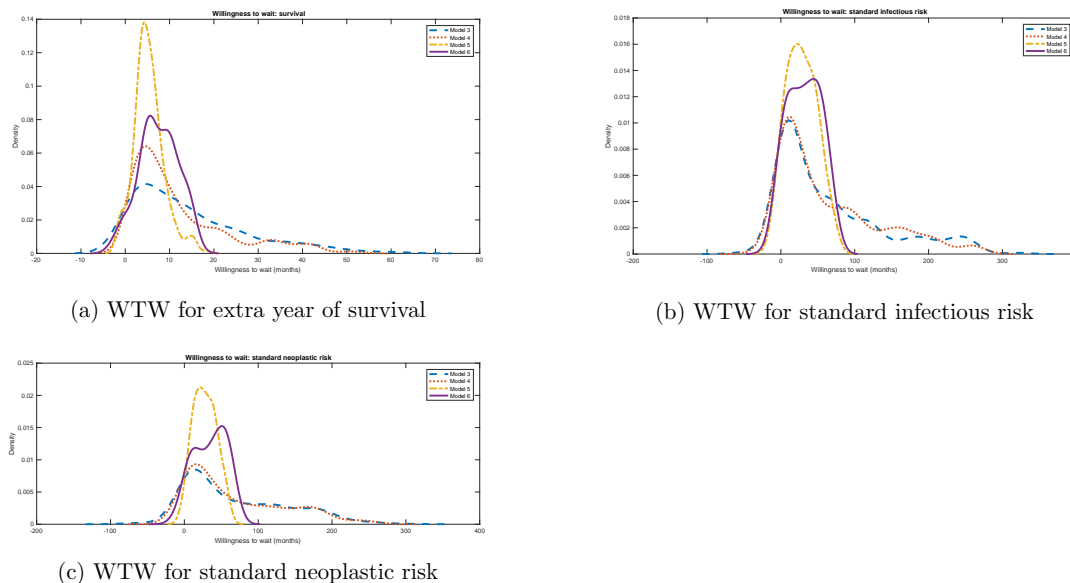 Willingness to wait: survival
0.14
0.12
0.1
0.08
0.06
0.04
0.02
0
Density
Model 3
Model 4
Model 5
Model 6
-20 -10 0 10 20 30 40 50 60 70 80
Willingness to wait (months)
(a) WTW for extra year of survival
Willingness to wait: standard infectious risk
0.018
0.016
0.014
0.012
0.01
0.008
0.006
0.004
0.002
0
Density
Model 3
Model 4
Model 5
Model 6
-200 -100 0 100 200 300
Willingness to wait (months)
(b) WTW for standard infectious risk
Willingness to wait: standard neoplastic risk
0.025
0.02
0.015
0.01
0.005
0
Density
Model 3
Model 4
Model 5
Model 6
-200 -100 0 100 200 300 400
Willingness to wait (months)
(c) WTW for standard neoplastic risk